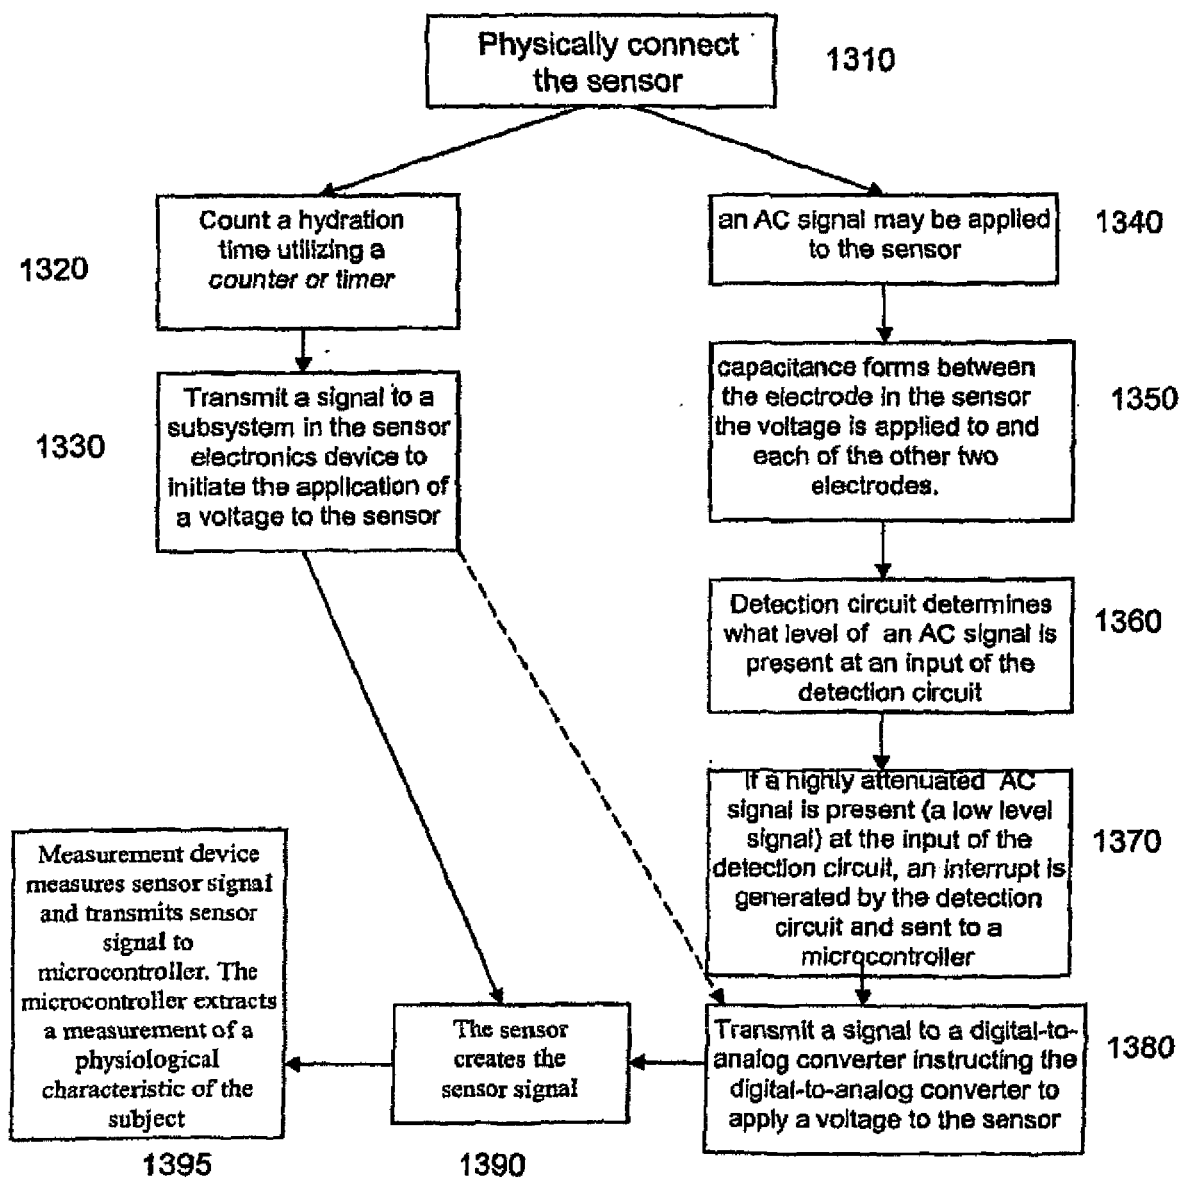 Physically connect
the sensor
1310
Count a hydration
time utilizing a
counter or timer
1320
Transmit a signal to a
subsystem in the sensor
electronics device to
initiate the application of
a voltage to the sensor
1330
an AC signal may be applied
to the sensor
1340
capacitance forms between
the electrode in the sensor
the voltage is applied to and
each of the other two
electrodes.
1350
Detection circuit determines
what level of an AC signal is
present at an input of the
detection circuit
1360
If a highly attenuated AC
signal is present (a low level
signal) at the input of the
detection circuit, an interrupt is
generated by the detection
circuit and sent to a
microcontroller
1370
Transmit a signal to a digital-to-
analog converter instructing the
digital-to-analog converter to
apply a voltage to the sensor
1380
The sensor
creates the
sensor signal
1390
Measurement device
measures sensor signal
and transmits sensor
signal to
microcontroller. The
microcontroller extracts
a measurement of a
physiological
characteristic of the
subject
1395